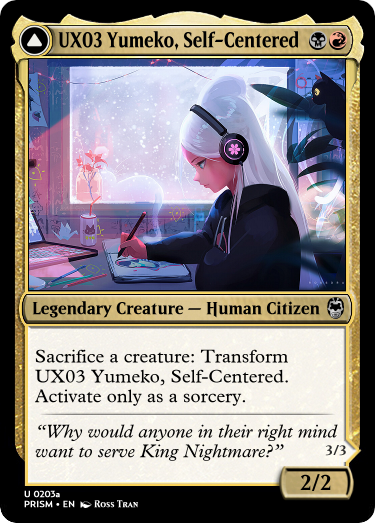 UX03 Yumeko, Self-Centered
Legendary Creature — Human Citizen
Sacrifice a creature: Transform
UX03 Yumeko, Self-Centered.
Activate only as a sorcery.
“Why would anyone in their right mind
want to serve King Nightmare?”
3/3
2/2
U 0203a
PRISM • EN Ross Tran